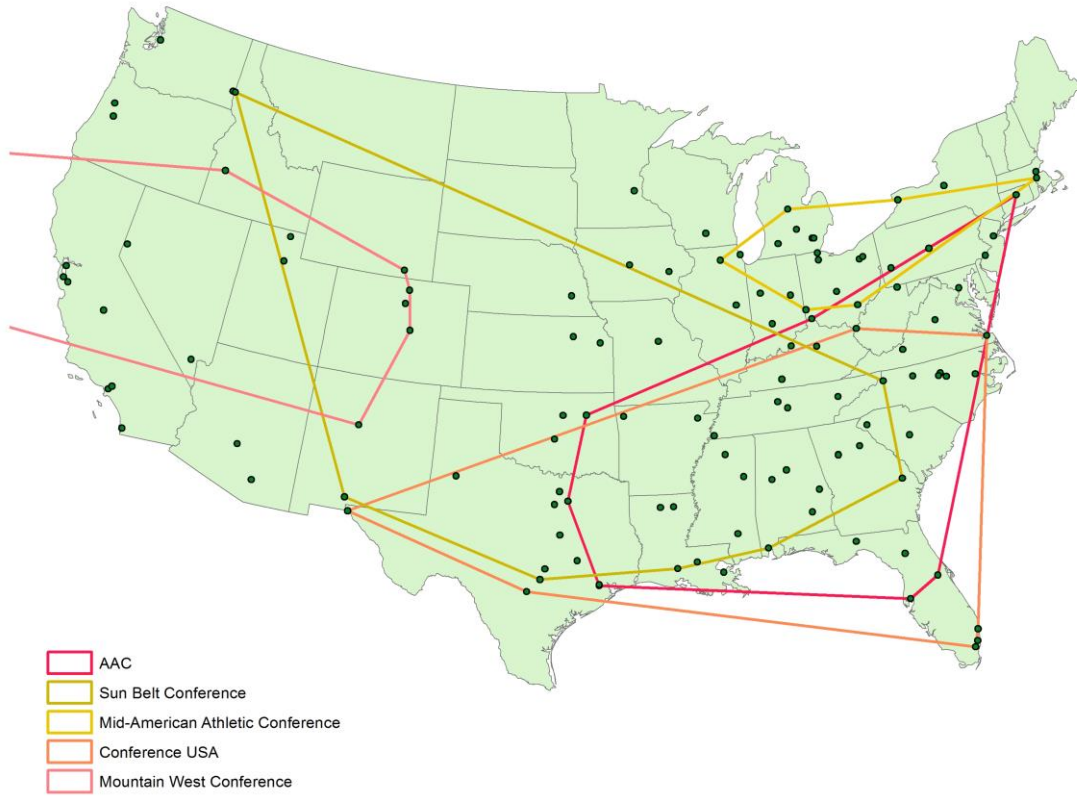 AAC
Sun Belt Conference
Mid-American Athletic Conference
Conference USA
Mountain West Conference